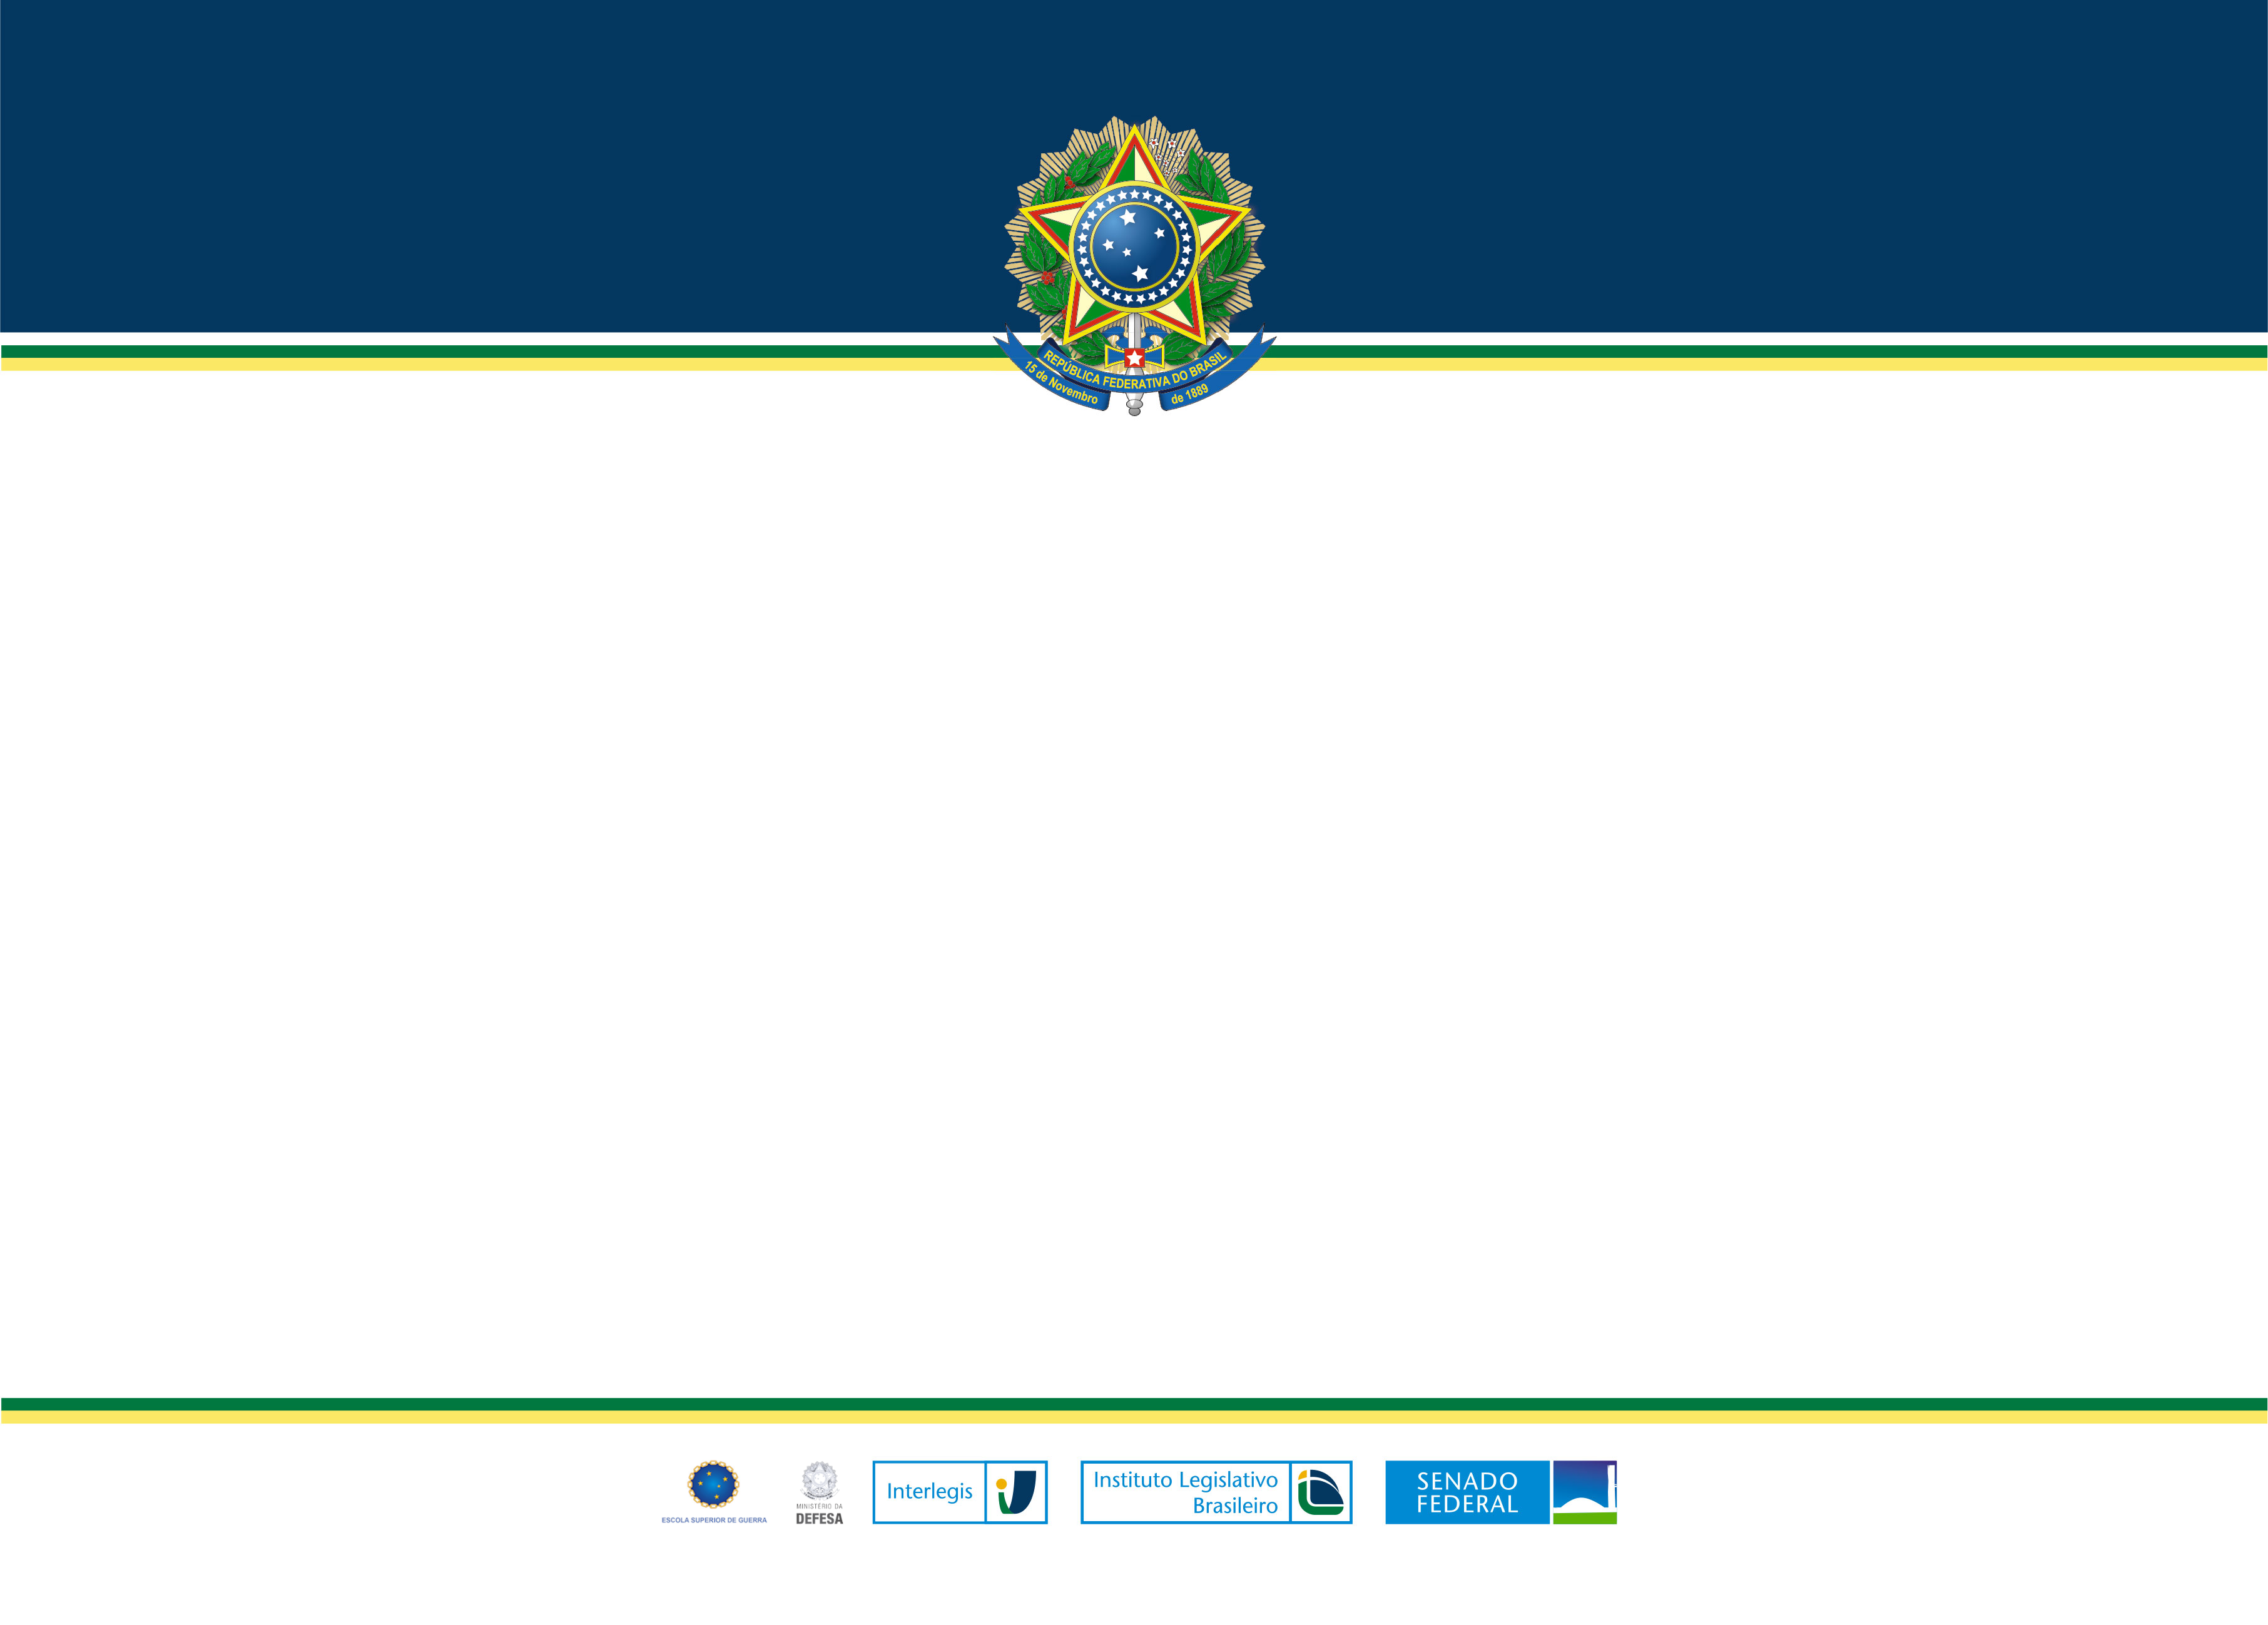 REPÚBLICA FEDERATIVA DO BRASIL
15 de Novembro
de 1889
ESCOLA SUPERIOR DE GUERRA
MINISTÉRIO DA
DEFESA
Interlegis
Instituto Legislativo
Brasileiro
SENADO
FEDERAL